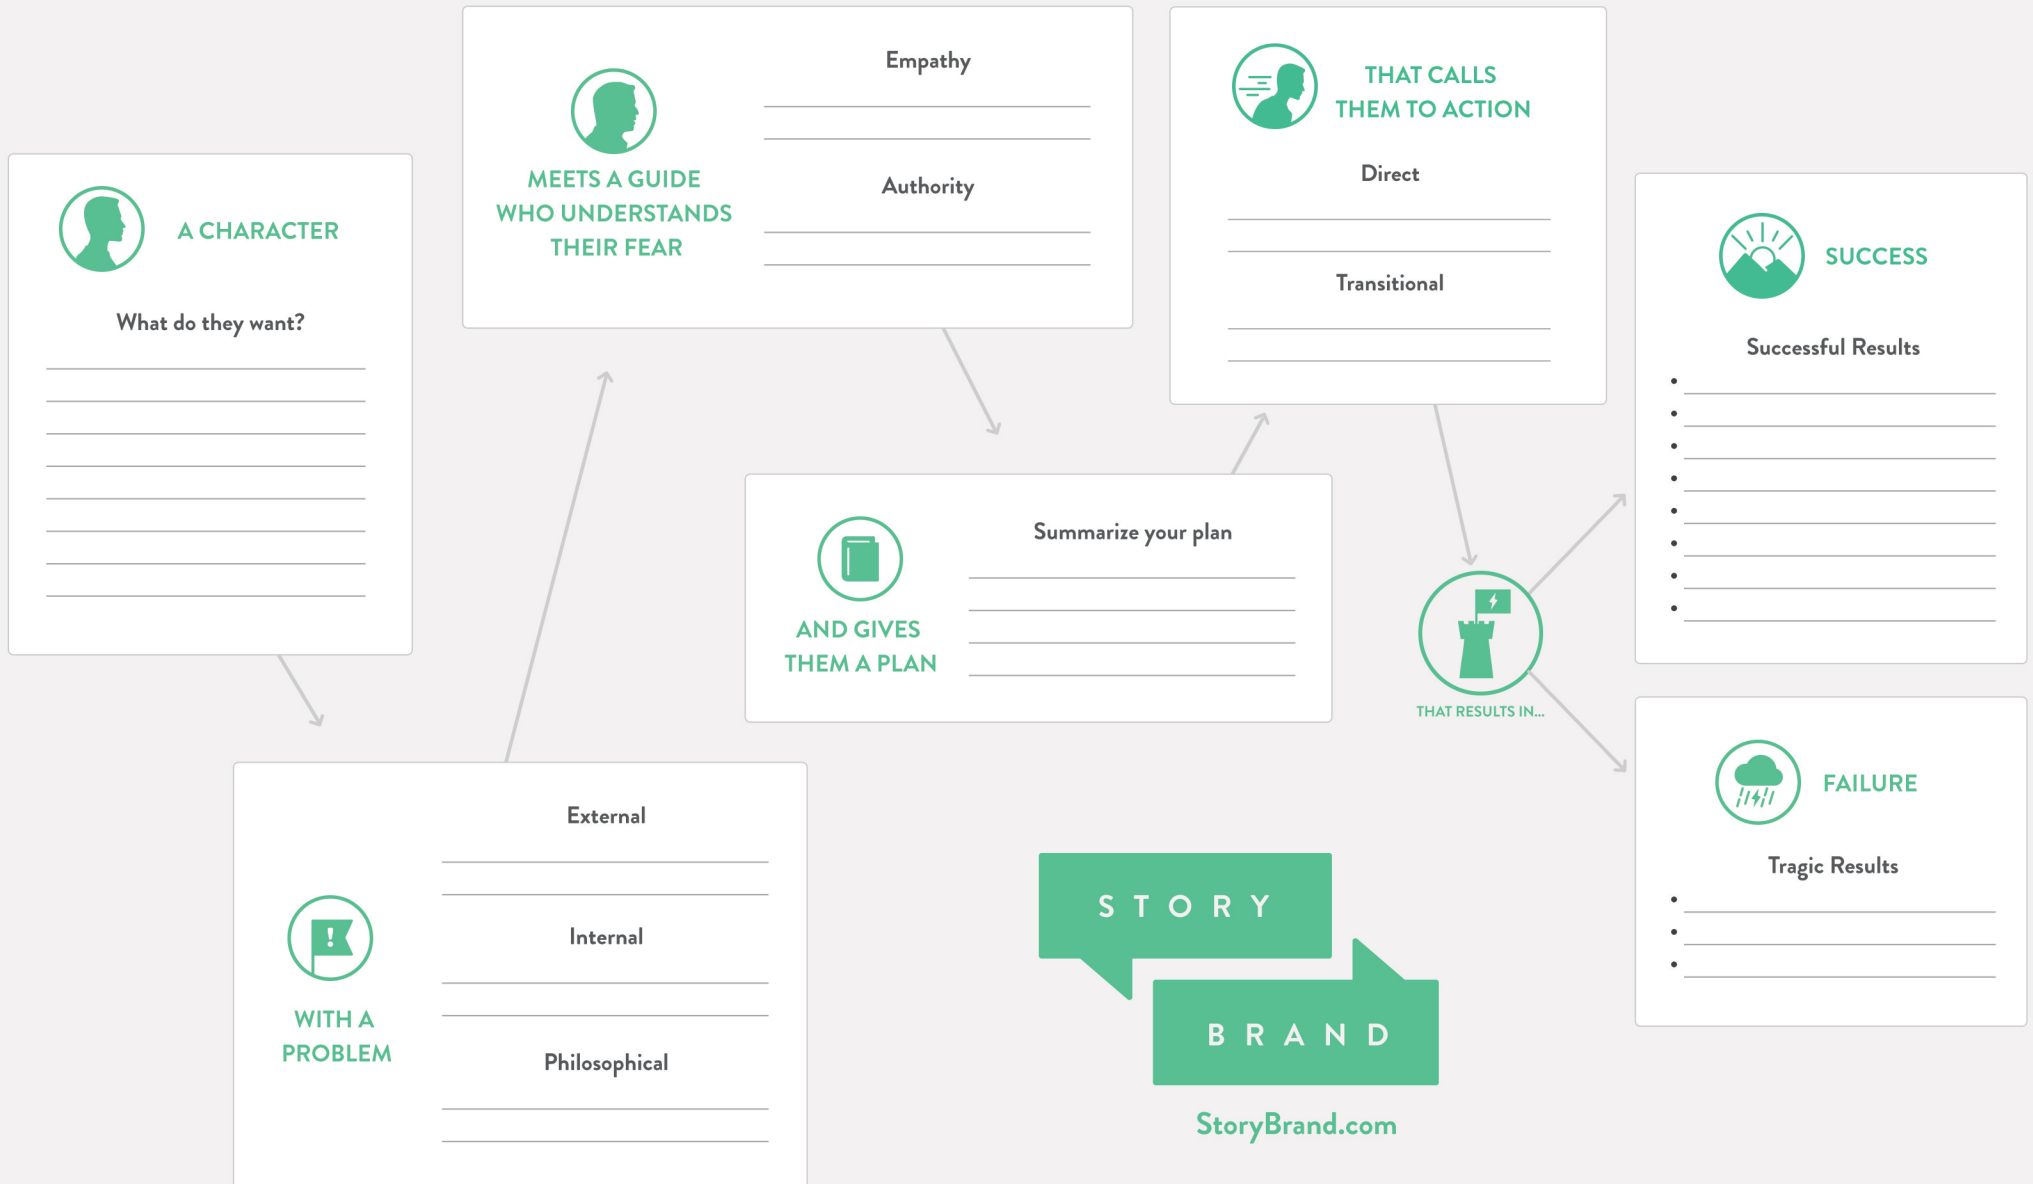 A CHARACTER
What do they want?
!
WITH A
PROBLEM
External
Internal
Philosophical
MEETS A GUIDE
WHO UNDERSTANDS
THEIR FEAR
Empathy
Authority
AND GIVES
THEM A PLAN
Summarize your plan
THAT CALLS
THEM TO ACTION
Direct
Transitional
THAT RESULTS IN...
SUCCESS
Successful Results
FAILURE
Tragic Results
STORY
BRAND
StoryBrand.com